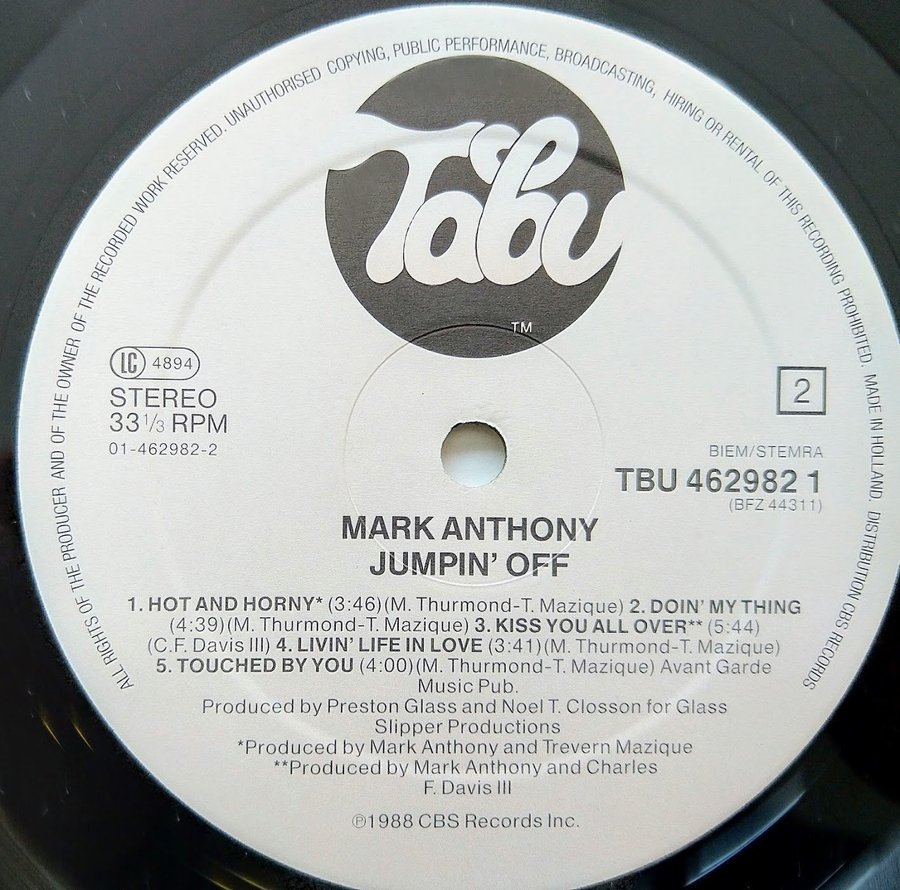 ALL RIGHTS OF THE PRODUCER AND OF THE OWNER OF THE RECORDED WORK RESERVED. UNAUTHORISED COPYING, PUBLIC PERFORMANCE, BROADCASTING, HIRING OR RENTAL OF THIS RECORDING PROHIBITED. MADE IN HOLLAND. DISTRIBUTION CBS RECORDS
Tabu
TM
LC 4894
STEREO
33 1/3 RPM
01-462982-2
2
BIEM/STEMRA
TBU 462982 1
(BFZ 44311)
MARK ANTHONY
JUMPIN' OFF
1. HOT AND HORNY* (3:46)(M. Thurmond-T. Mazique) 2. DOIN' MY THING
(4:39)(M. Thurmond-T. Mazique) 3. KISS YOU ALL OVER** (5:44)
(C.F. Davis III) 4. LIVIN' LIFE IN LOVE (3:41)(M. Thurmond-T. Mazique)
5. TOUCHED BY YOU (4:00)(M. Thurmond-T. Mazique) Avant Garde
Music Pub.
Produced by Preston Glass and Noel T. Closson for Glass
Slipper Productions
*Produced by Mark Anthony and Trevern Mazique
**Produced by Mark Anthony and Charles
F. Davis III
℗1988 CBS Records Inc.